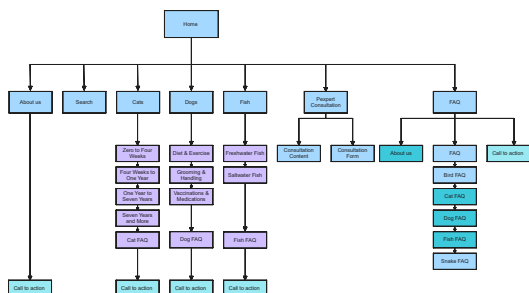 Home
About us
Search
Cats
Dogs
Fish
Pexpert
Consultation
FAQ
Zero to Four
Weeks
Four Weeks to
One Year
One Year to
Seven Years
Seven Years
and More
Cat FAQ
Diet & Exercise
Grooming &
Handling
Vaccinations &
Medications
Dog FAQ
Freshwater Fish
Saltwater Fish
Fish FAQ
Consultation
Content
Consultation
Form
About us
FAQ
Call to action
Bird FAQ
Cat FAQ
Dog FAQ
Fish FAQ
Snake FAQ
Call to action
Call to action
Call to action
Call to action